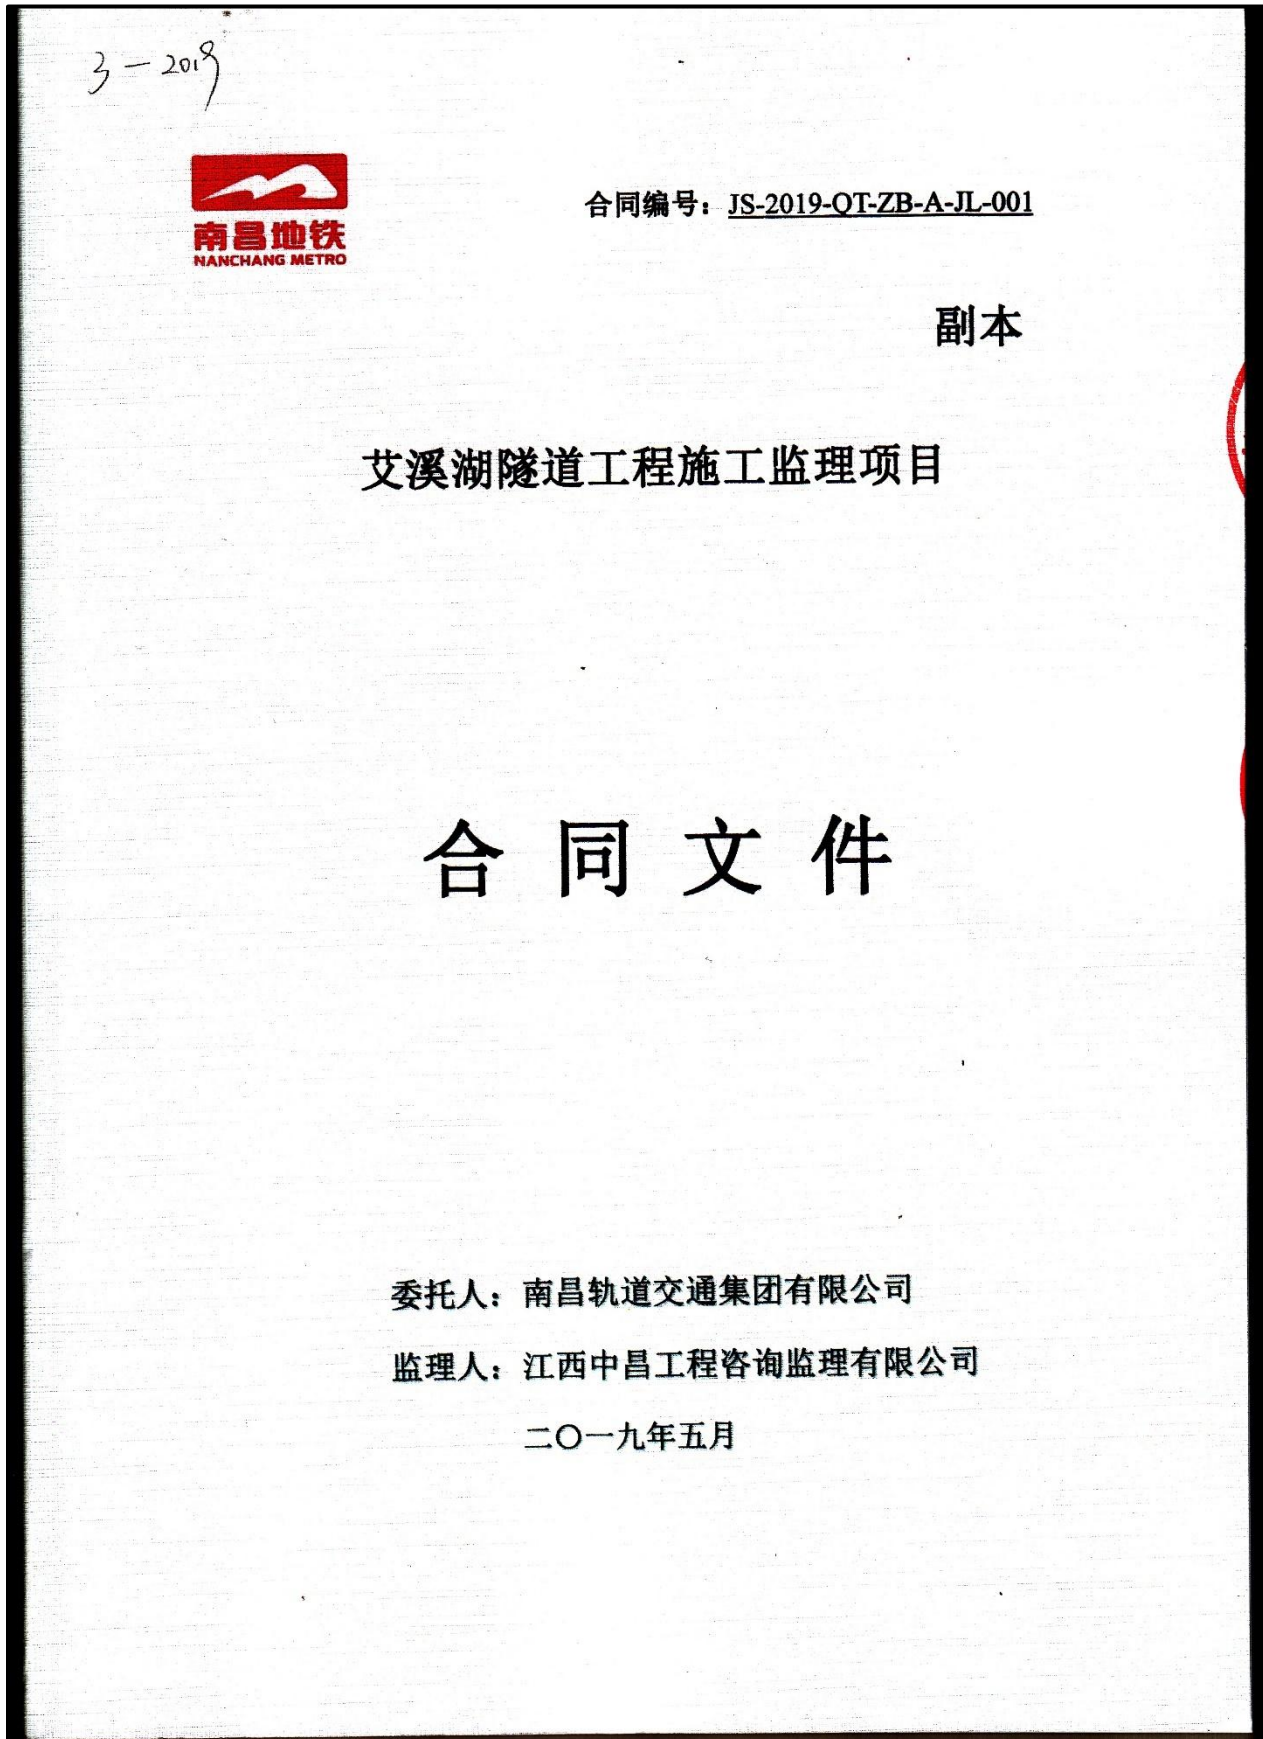 3-2019
南昌地铁
NANCHANG METRO
合同编号：JS-2019-QT-ZB-A-JL-001
副本
艾溪湖隧道工程施工监理项目
合同文件
委托人：南昌轨道交通集团有限公司
监理人：江西中昌工程咨询监理有限公司
二〇一九年五月